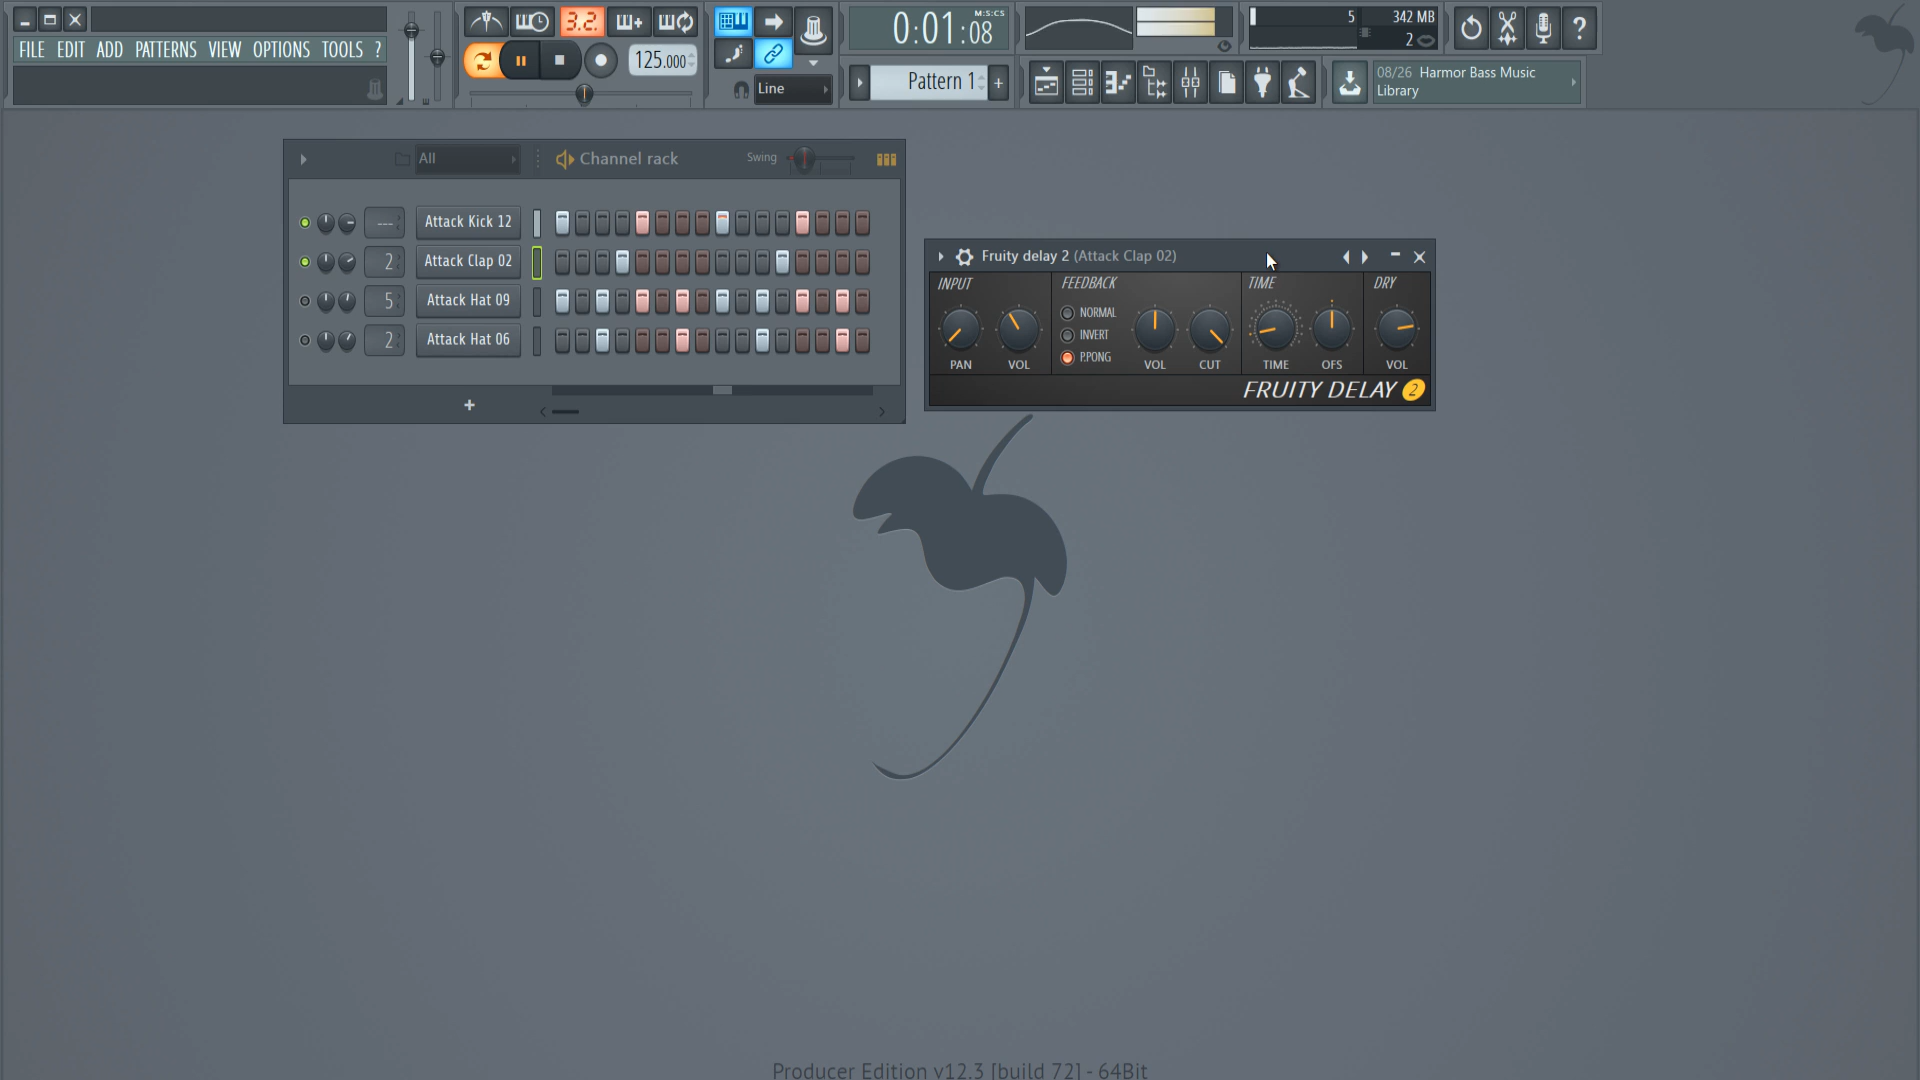 FILE EDIT ADD PATTERNS VIEW OPTIONS TOOLS ?
3.2.
125.000
Line
0:01:08
M:S:CS
Pattern 1
+
5
342 MB
2
?
08/26 Harmor Bass Music
Library
All
Channel rack
Swing
---
Attack Kick 12
2
Attack Clap 02
5
Attack Hat 09
2
Attack Hat 06
+
Fruity delay 2 (Attack Clap 02)
INPUT
FEEDBACK
TIME
DRY
NORMAL
INVERT
P.PONG
PAN
VOL
VOL
CUT
TIME
OFS
VOL
FRUITY DELAY 2
Producer Edition v12.3 [build 72] - 64Bit